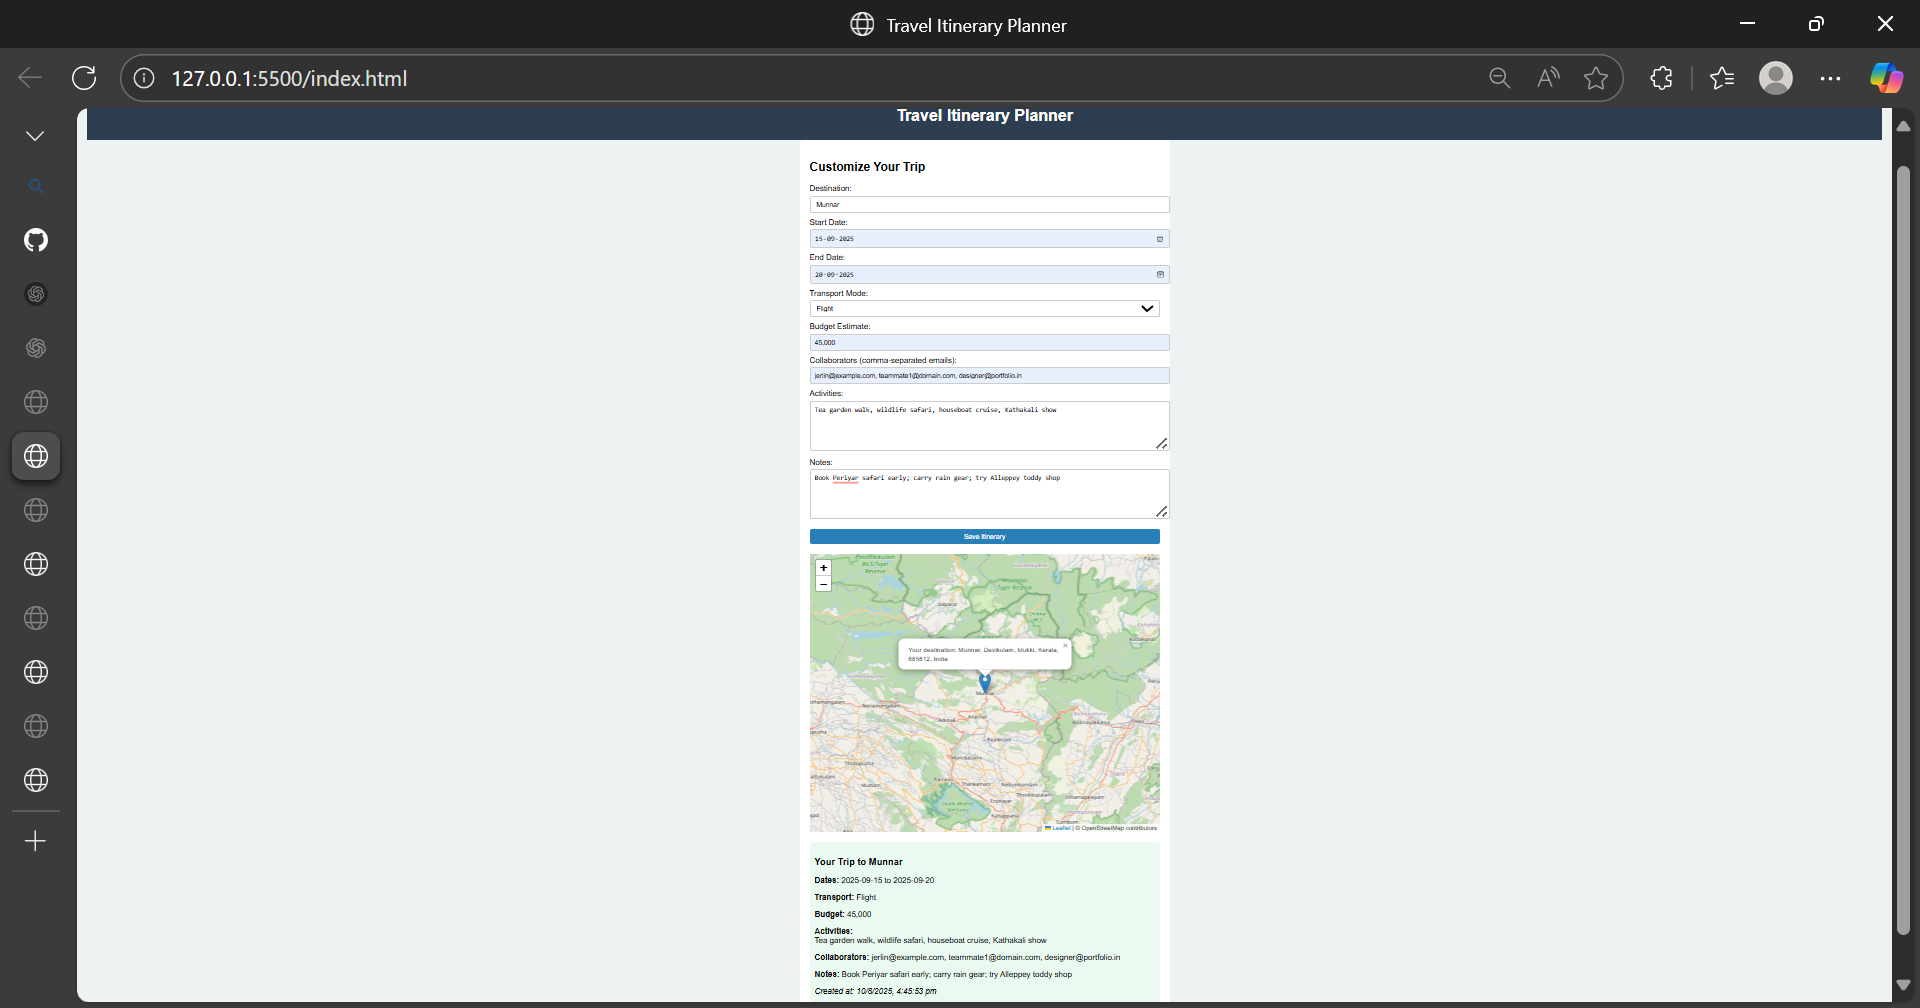 Travel Itinerary Planner
127.0.0.1:5500/index.html
Travel Itinerary Planner
Customize Your Trip
Destination:
Munnar
Start Date:
15-09-2025
End Date:
20-09-2025
Transport Mode:
Flight
Budget Estimate:
45,000
Collaborators (comma-separated emails):
jerlin@example.com, teammate1@domain.com, designer@portfolio.in
Activities:
Tea garden walk, wildlife safari, houseboat cruise, Kathakali show
Notes:
Book Periyar safari early; carry rain gear; try Alleppey toddy shop
Save Itinerary
+
−
Your destination: Munnar, Devikulam, Idukki, Kerala,
685612, India
×
Munnar
Adimali
Thodupuzha
Muttom
Nedumkandam
Kattappana
Cumbum
Leaflet | © OpenStreetMap contributors
Your Trip to Munnar
Dates: 2025-09-15 to 2025-09-20
Transport: Flight
Budget: 45,000
Activities:
Tea garden walk, wildlife safari, houseboat cruise, Kathakali show
Collaborators: jerlin@example.com, teammate1@domain.com, designer@portfolio.in
Notes: Book Periyar safari early; carry rain gear; try Alleppey toddy shop
Created at: 10/8/2025, 4:45:53 pm